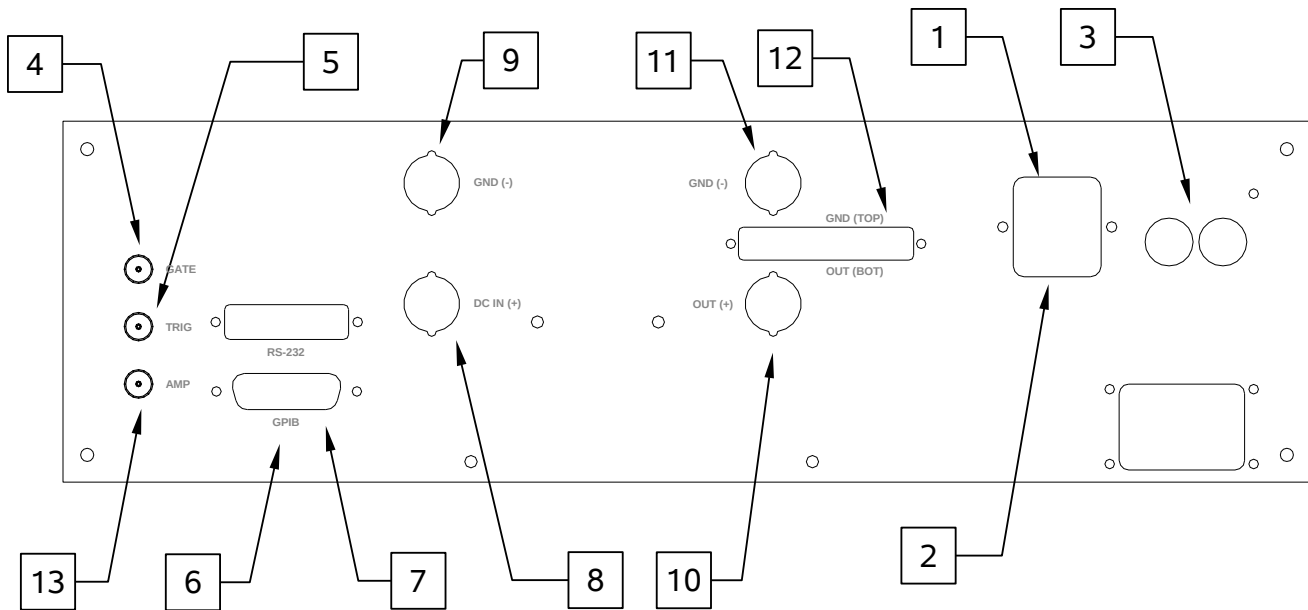 1
3
4
5
9
11
12
GND (-)
GND (-)
GND (TOP)
OUT (BOT)
GATE
DC IN (+)
OUT (+)
TRIG
RS-232
AMP
GPIB
13
6
7
8
10
2